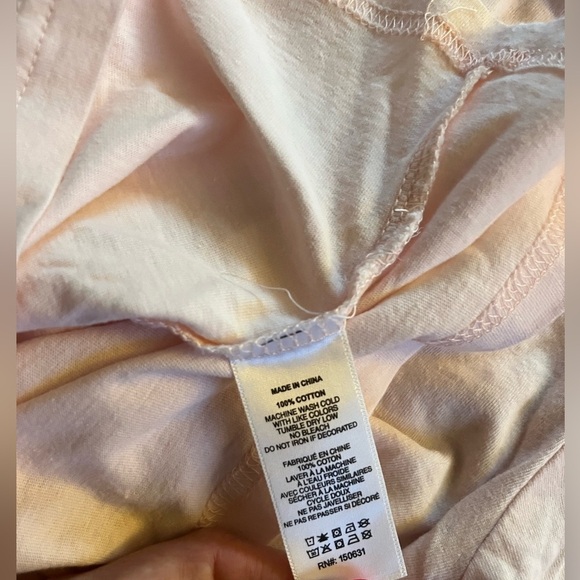 MADE IN CHINA
100% COTTON
MACHINE WASH COLD
WITH LIKE COLORS
TUMBLE DRY LOW
NO BLEACH
DO NOT IRON IF DECORATED
FABRIQUÉ EN CHINE
100% COTON
LAVER À LA MACHINE
À L'EAU FROIDE
AVEC COULEURS SIMILAIRES
SÉCHER À LA MACHINE
CYCLE DOUX
NE PAS JAVELLISER
NE PAS REPASSER SI DÉCORÉ
RN#: 150631